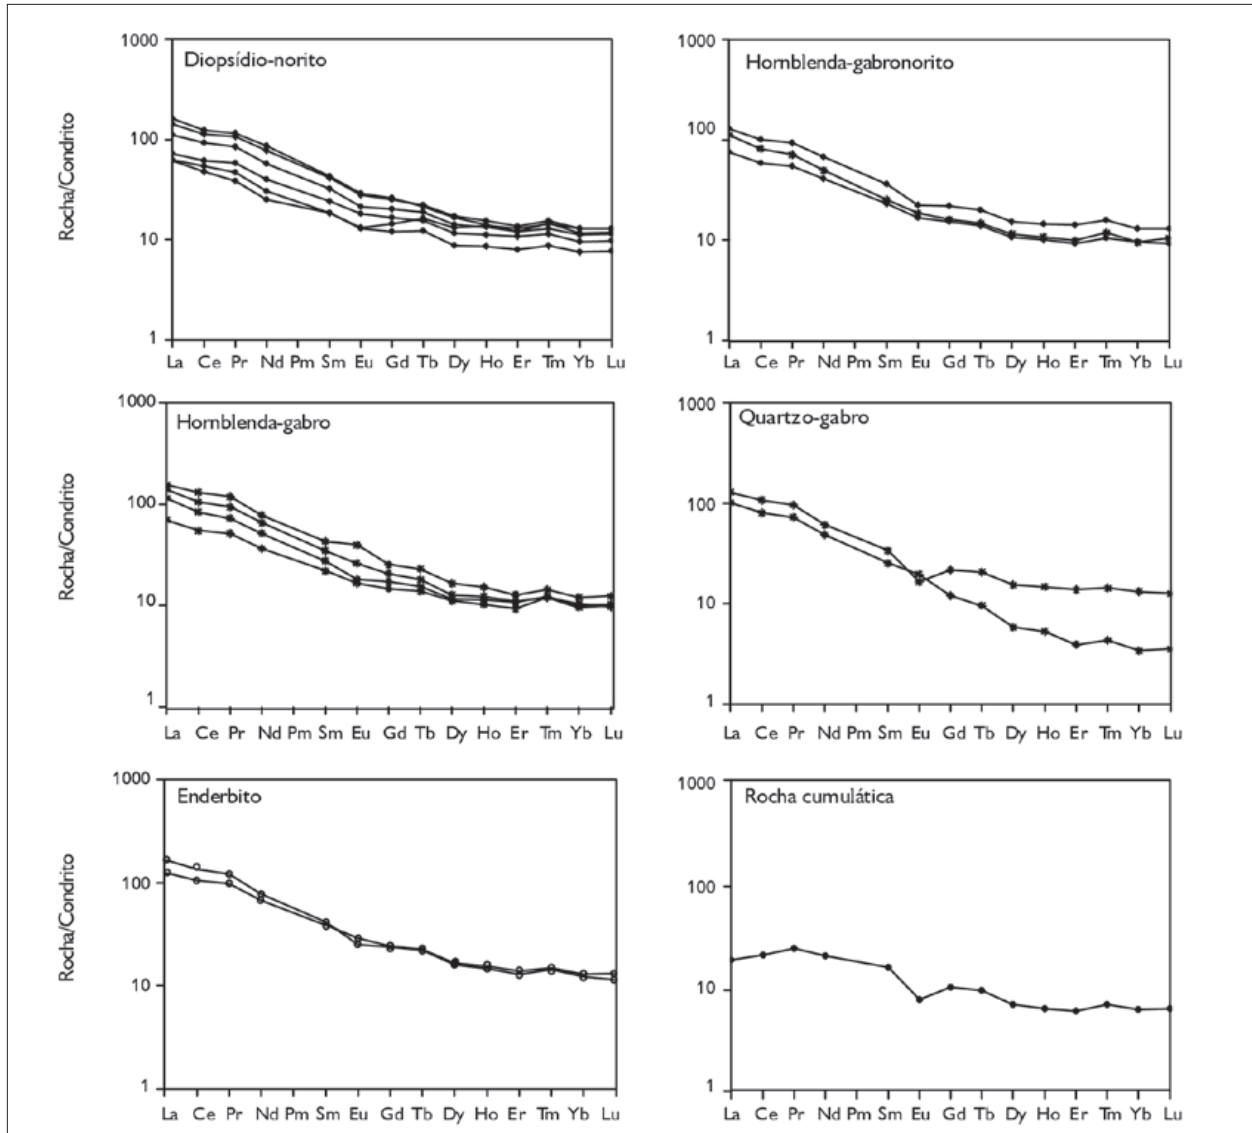 1000
Diopsídio-norito
100
10
1
Rocha/Condrito
La Ce Pr Nd Pm Sm Eu Gd Tb Dy Ho Er Tm Yb Lu
1000
Hornblenda-gabronorito
100
10
1
La Ce Pr Nd Pm Sm Eu Gd Tb Dy Ho Er Tm Yb Lu
1000
Hornblenda-gabro
100
10
1
Rocha/Condrito
La Ce Pr Nd Pm Sm Eu Gd Tb Dy Ho Er Tm Yb Lu
1000
Quartzo-gabro
100
10
1
La Ce Pr Nd Pm Sm Eu Gd Tb Dy Ho Er Tm Yb Lu
1000
Enderbito
100
10
1
Rocha/Condrito
La Ce Pr Nd Pm Sm Eu Gd Tb Dy Ho Er Tm Yb Lu
1000
Rocha cumulática
100
10
1
La Ce Pr Nd Pm Sm Eu Gd Tb Dy Ho Er Tm Yb Lu